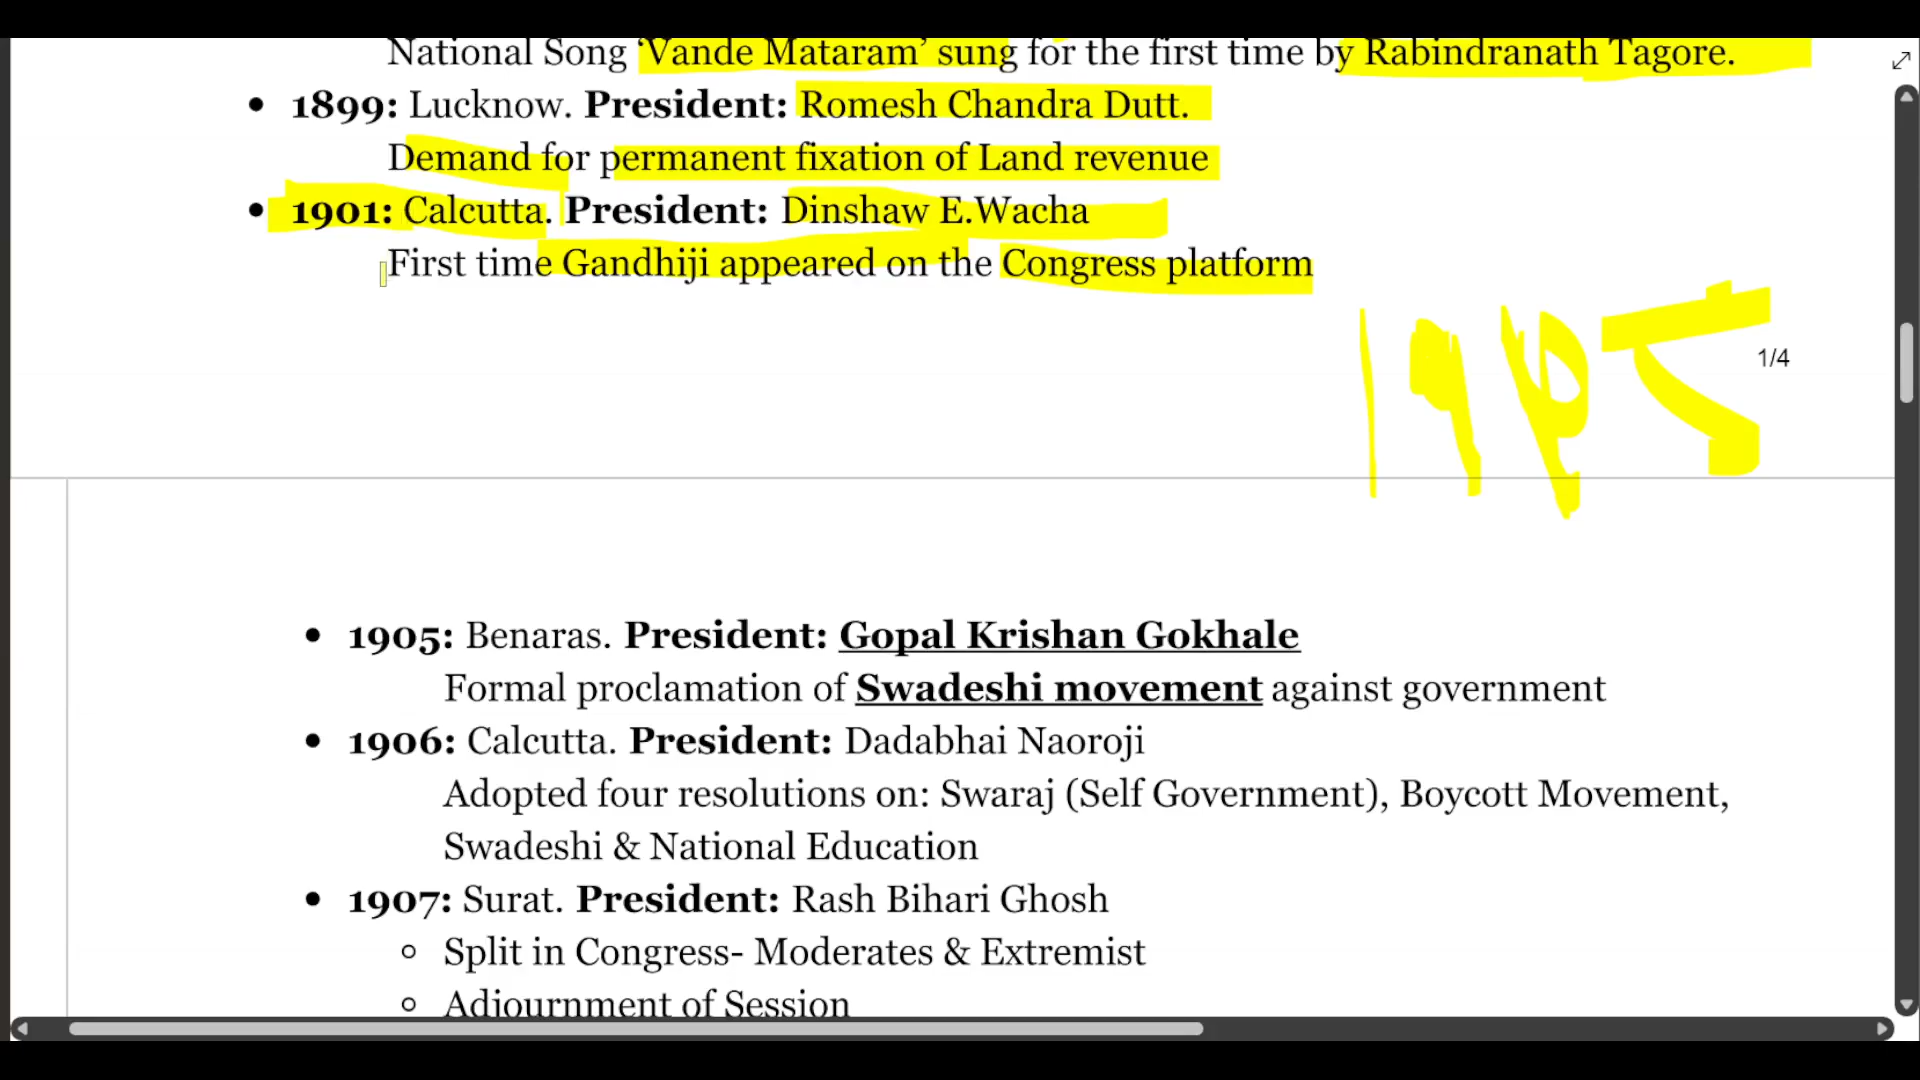 National Song ‘Vande Mataram’ sung for the first time by Rabindranath Tagore.
• 1899: Lucknow. President: Romesh Chandra Dutt.
Demand for permanent fixation of Land revenue
• 1901: Calcutta. President: Dinshaw E.Wacha
First time Gandhiji appeared on the Congress platform
1905
1/4
• 1905: Benaras. President: Gopal Krishan Gokhale
Formal proclamation of Swadeshi movement against government
• 1906: Calcutta. President: Dadabhai Naoroji
Adopted four resolutions on: Swaraj (Self Government), Boycott Movement,
Swadeshi & National Education
• 1907: Surat. President: Rash Bihari Ghosh
○ Split in Congress- Moderates & Extremist
○ Adjournment of Session